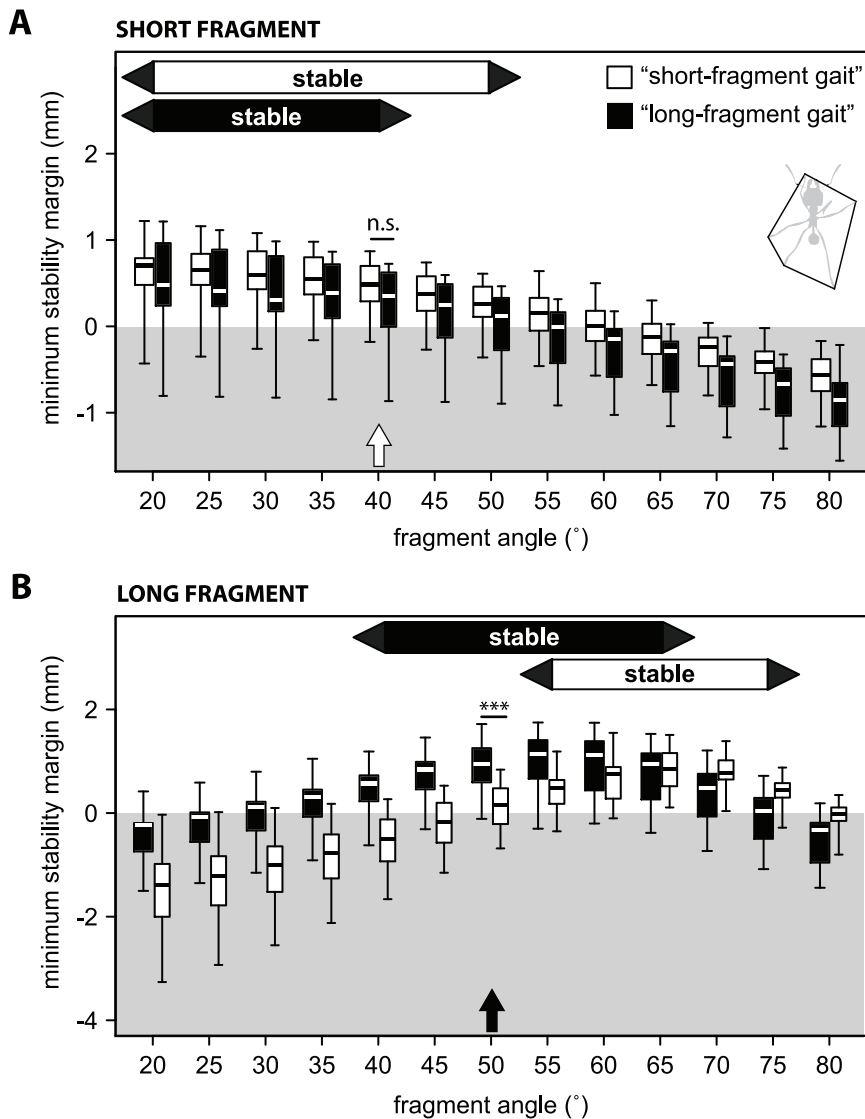 A
SHORT FRAGMENT
stable
stable
"short-fragment gait"
"long-fragment gait"
n.s.
minimum stability margin (mm)
2
1
0
-1
20 25 30 35 40 45 50 55 60 65 70 75 80
fragment angle (°)
B
LONG FRAGMENT
stable
stable
***
minimum stability margin (mm)
2
0
-2
-4
20 25 30 35 40 45 50 55 60 65 70 75 80
fragment angle (°)